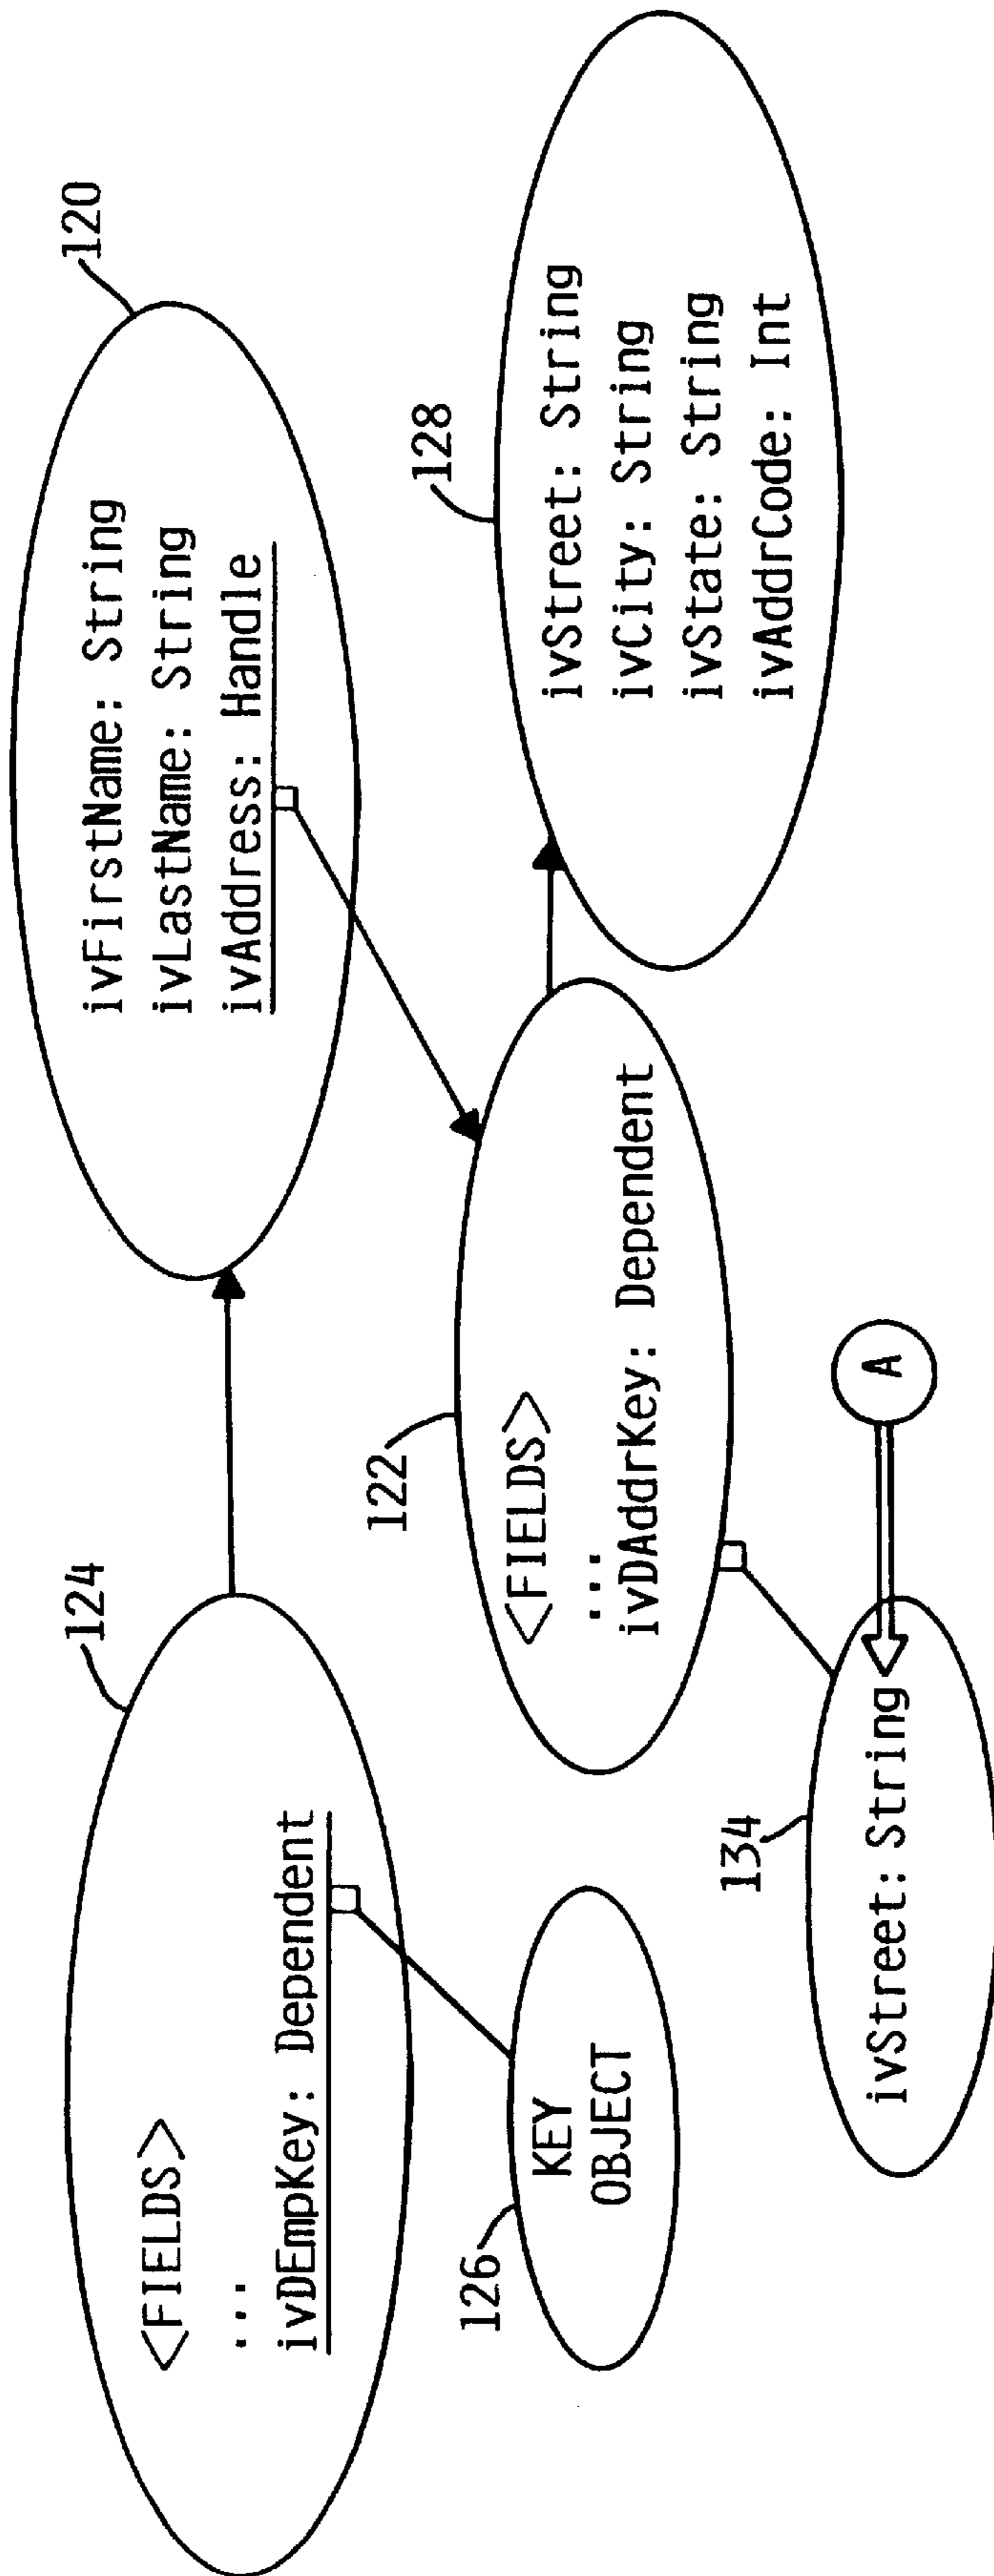 124
<FIELDS>
...
ivDEmpKey: Dependent
120
ivFirstName: String
ivLastName: String
ivAddress: Handle
126
KEY
OBJECT
122
<FIELDS>
...
ivDAddrKey: Dependent
128
ivStreet: String
ivCity: String
ivState: String
ivAddrCode: Int
134
ivStreet: String
A